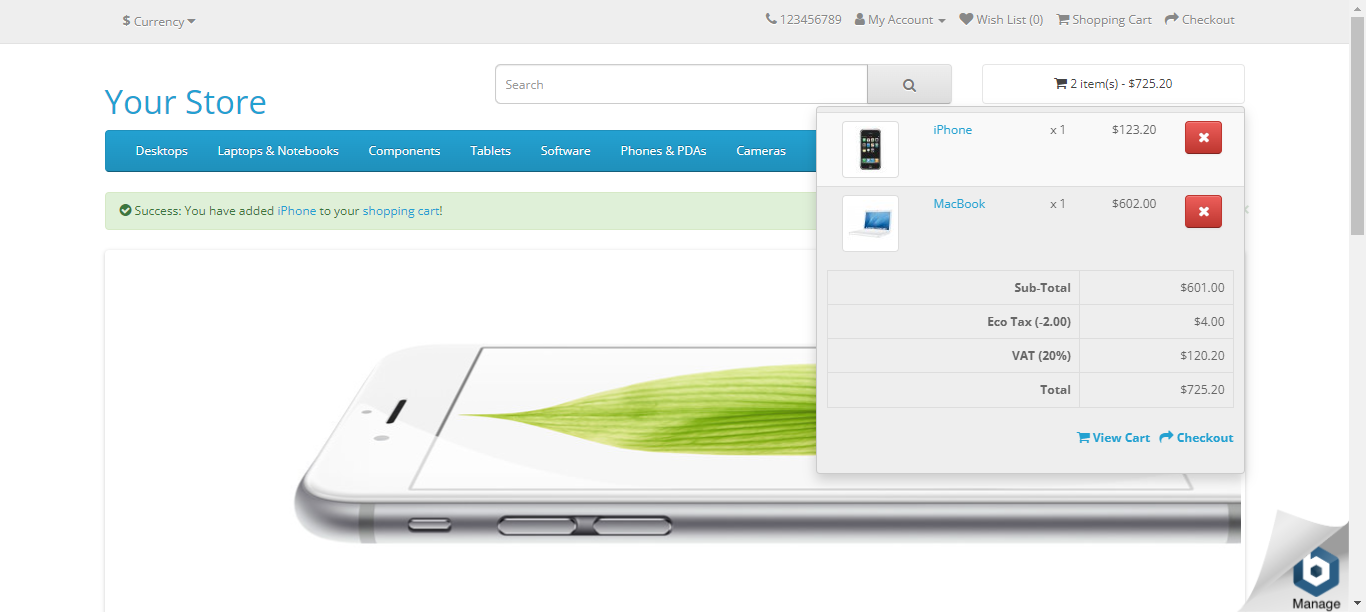 $ Currency
123456789 My Account Wish List (0) Shopping Cart Checkout
Your Store
Search
2 item(s) - $725.20
Desktops Laptops & Notebooks Components Tablets Software Phones & PDAs Cameras
Success: You have added iPhone to your shopping cart!
iPhone x 1 $123.20
MacBook x 1 $602.00
Sub-Total $601.00
Eco Tax (-2.00) $4.00
VAT (20%) $120.20
Total $725.20
View Cart Checkout
b
Manage